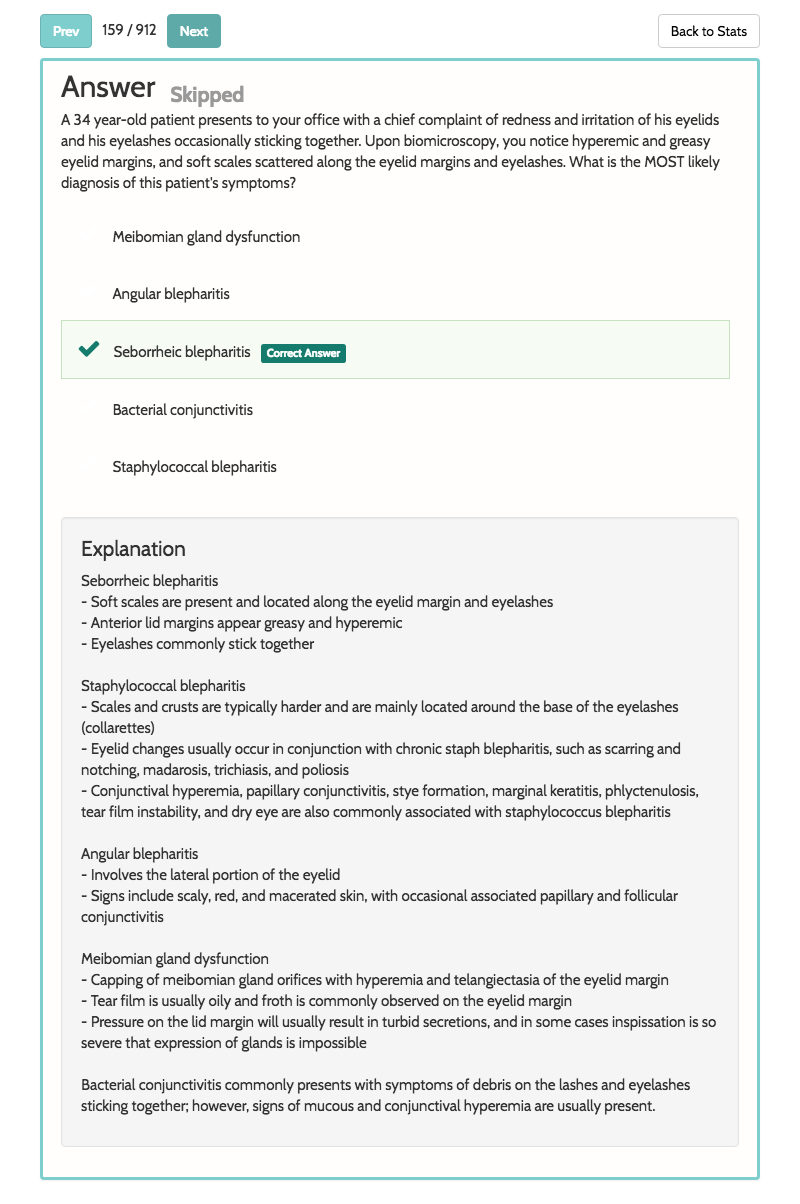 Prev
159 / 912
Next
Back to Stats
Answer Skipped
A 34 year-old patient presents to your office with a chief complaint of redness and irritation of his eyelids
and his eyelashes occasionally sticking together. Upon biomicroscopy, you notice hyperemic and greasy
eyelid margins, and soft scales scattered along the eyelid margins and eyelashes. What is the MOST likely
diagnosis of this patient's symptoms?
Meibomian gland dysfunction
Angular blepharitis
Seborrheic blepharitis Correct Answer
Bacterial conjunctivitis
Staphylococcal blepharitis
Explanation
Seborrheic blepharitis
- Soft scales are present and located along the eyelid margin and eyelashes
- Anterior lid margins appear greasy and hyperemic
- Eyelashes commonly stick together
Staphylococcal blepharitis
- Scales and crusts are typically harder and are mainly located around the base of the eyelashes
(collarettes)
- Eyelid changes usually occur in conjunction with chronic staph blepharitis, such as scarring and
notching, madarosis, trichiasis, and poliosis
- Conjunctival hyperemia, papillary conjunctivitis, stye formation, marginal keratitis, phlyctenulosis,
tear film instability, and dry eye are also commonly associated with staphylococcus blepharitis
Angular blepharitis
- Involves the lateral portion of the eyelid
- Signs include scaly, red, and macerated skin, with occasional associated papillary and follicular
conjunctivitis
Meibomian gland dysfunction
- Capping of meibomian gland orifices with hyperemia and telangiectasia of the eyelid margin
- Tear film is usually oily and froth is commonly observed on the eyelid margin
- Pressure on the lid margin will usually result in turbid secretions, and in some cases inspissation is so
severe that expression of glands is impossible
Bacterial conjunctivitis commonly presents with symptoms of debris on the lashes and eyelashes
sticking together; however, signs of mucous and conjunctival hyperemia are usually present.